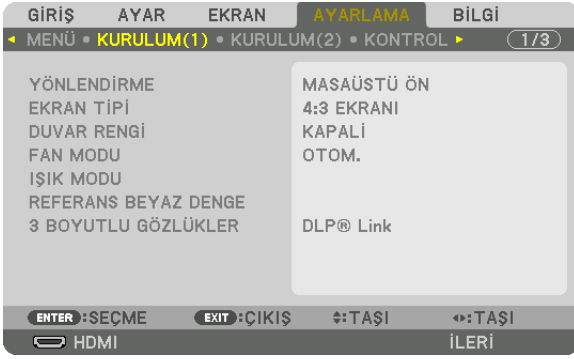 GİRİŞ AYAR EKRAN AYARLAMA BİLGİ
◄ MENÜ • KURULUM(1) • KURULUM(2) • KONTROL ► 1/3
YÖNLENDİRME MASAÜSTÜ ÖN
EKRAN TİPİ 4:3 EKRANI
DUVAR RENGİ KAPALİ
FAN MODU OTOM.
IŞIK MODU
REFERANS BEYAZ DENGE
3 BOYUTLU GÖZLÜKLER DLP® Link
ENTER :SEÇME EXIT :ÇIKIŞ :TAŞI :TAŞI
HDMI İLERİ